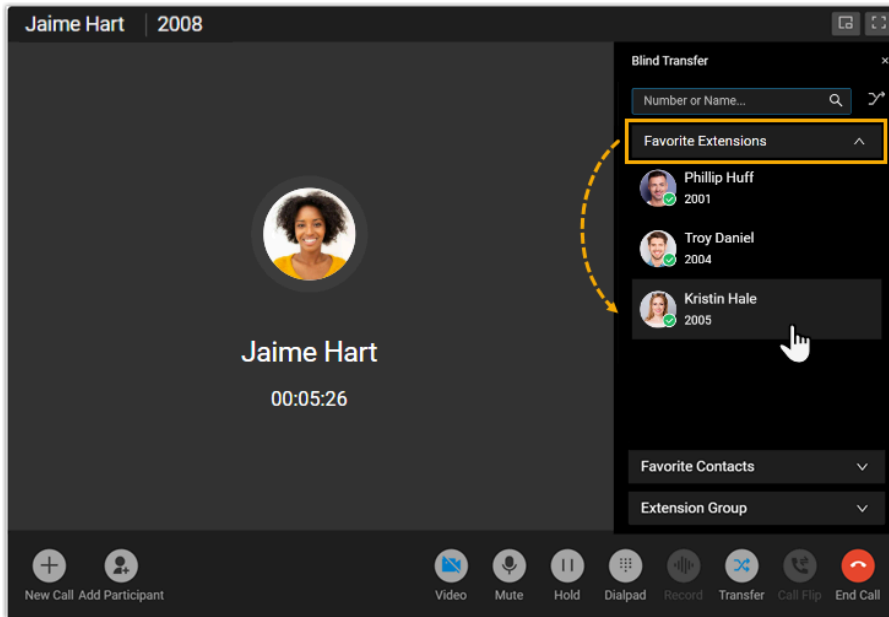 Jaime Hart 2008
Blind Transfer
Number or Name...
Favorite Extensions
Phillip Huff
2001
Troy Daniel
2004
Kristin Hale
2005
Jaime Hart
00:05:26
Favorite Contacts
Extension Group
New Call Add Participant Video Mute Hold Dialpad Record Transfer Call Flip End Call